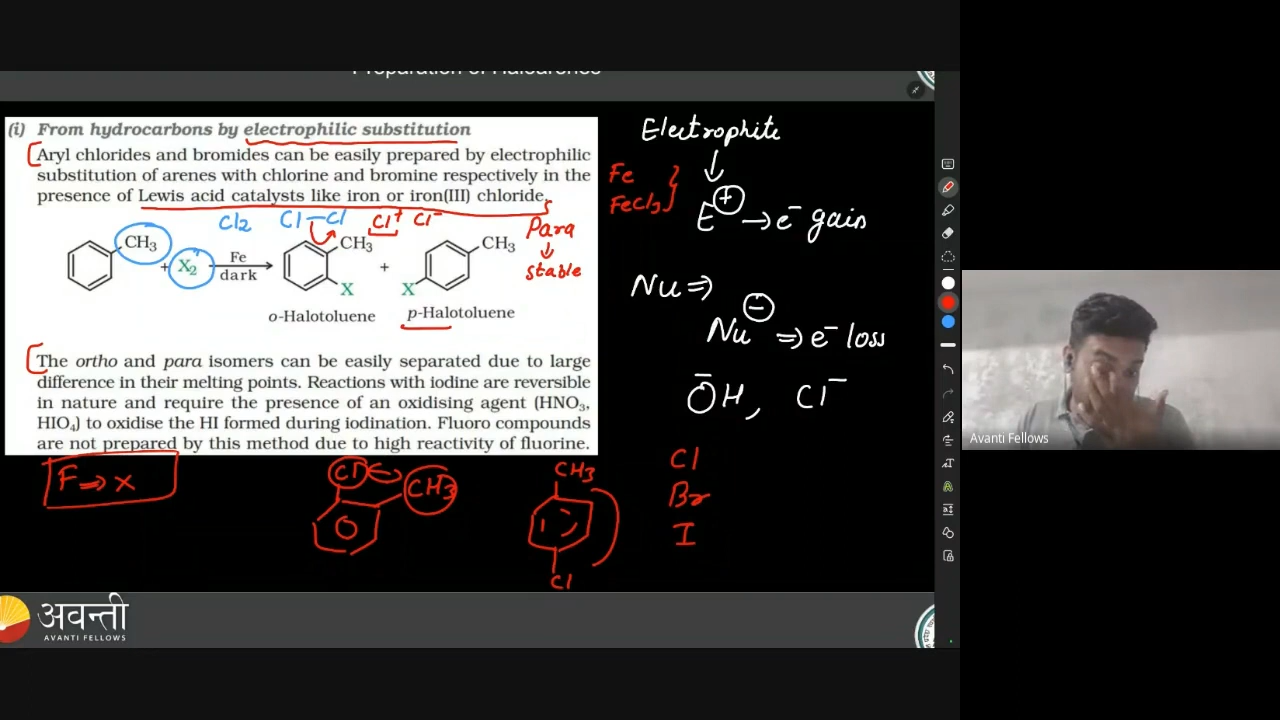 Preparation of Haloarenes
(i) From hydrocarbons by electrophilic substitution
Aryl chlorides and bromides can be easily prepared by electrophilic
substitution of arenes with chlorine and bromine respectively in the
presence of Lewis acid catalysts like iron or iron(III) chloride.
Cl2 Cl—Cl Cl+ Cl-
CH3 + X2 Fe dark CH3 X + CH3 X
o-Halotoluene p-Halotoluene
Para
stable
The ortho and para isomers can be easily separated due to large
difference in their melting points. Reactions with iodine are reversible
in nature and require the presence of an oxidising agent (HNO3,
HIO4) to oxidise the HI formed during iodination. Fluoro compounds
are not prepared by this method due to high reactivity of fluorine.
F ⇒ x
Cl CH3
CH3
Cl
Electrophite
Fe
FeCl3
E+ → e- gain
Nu ⇒
Nu- ⇒ e- loss
ŌH, Cl-
Cl
Br
I
Avanti Fellows
अवन्ती
AVANTI FELLOWS